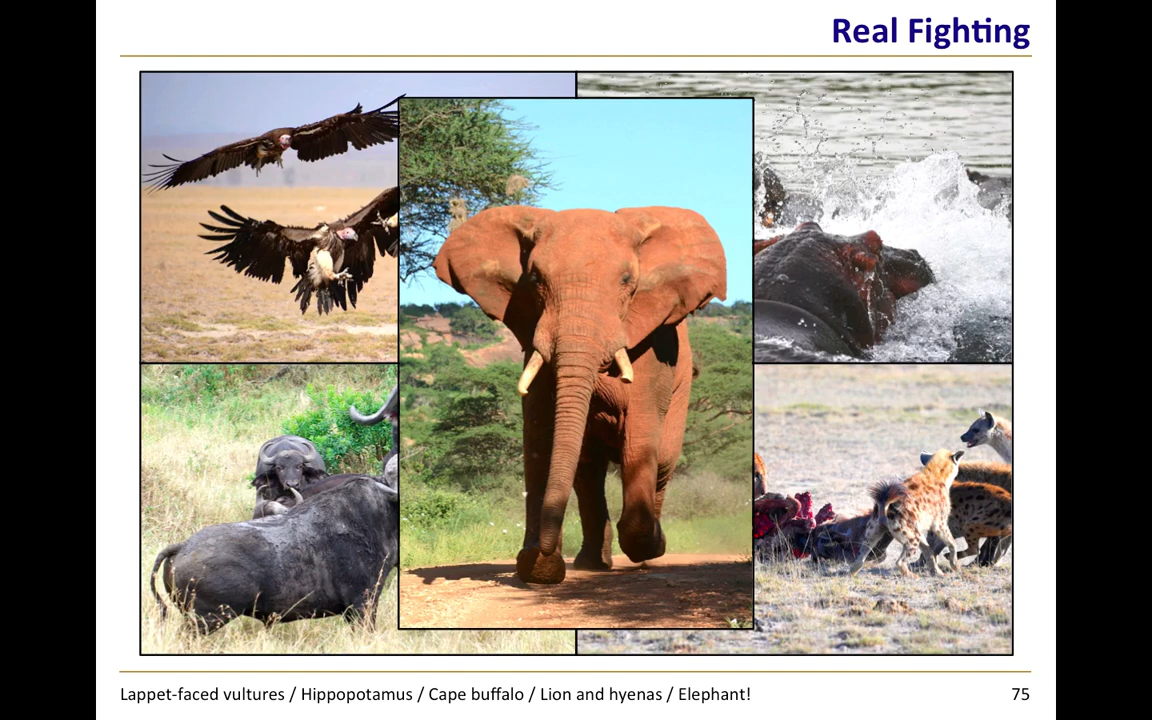 Real Fighting
Lappet-faced vultures / Hippopotamus / Cape buffalo / Lion and hyenas / Elephant!
75